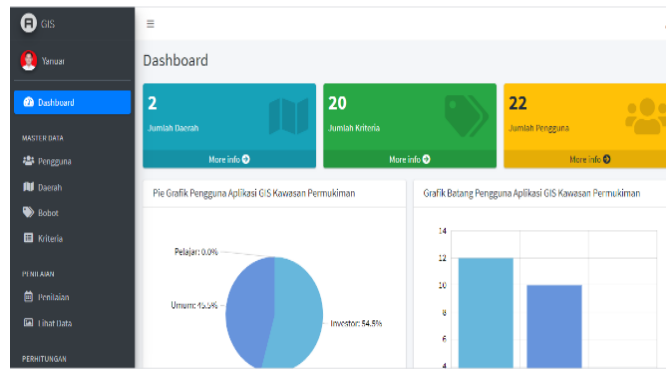 GIS
Yanuar
Dashboard
MASTER DATA
Pengguna
Daerah
Bobot
Kriteria
PENILAIAN
Penilaian
Lihat Data
PERHITUNGAN
Dashboard
2
Jumlah Daerah
More info
20
Jumlah Kriteria
More info
22
Jumlah Pengguna
More info
Pie Grafik Pengguna Aplikasi GIS Kawasan Permukiman
Pelajar: 0.0%
Umum: 45.5%
Investor: 54.5%
Grafik Batang Pengguna Aplikasi GIS Kawasan Permukiman
14
12
10
8
6
4